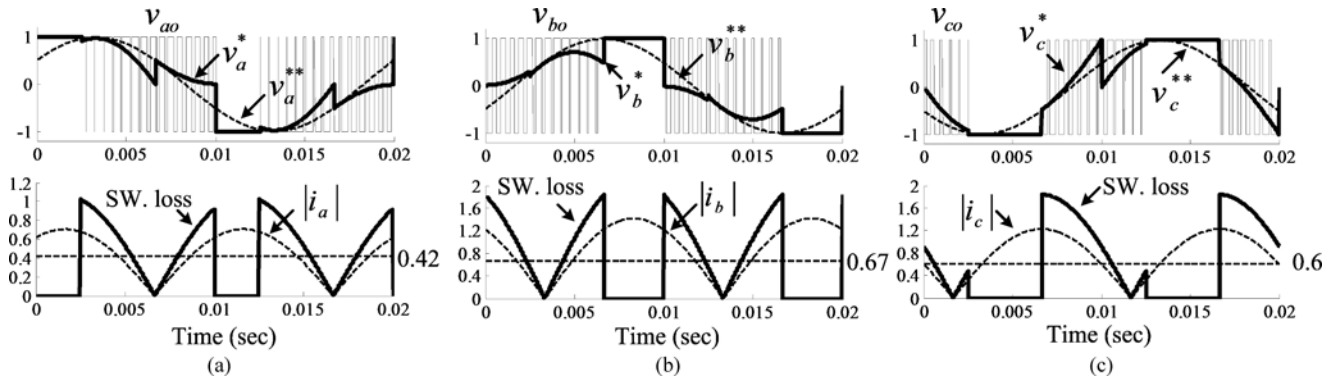 v_ao
v_a^*
v_a^**
1
0
-1
0 0.005 0.01 0.015 0.02
1.2
1
0.8
0.6
0.4
0.2
0
SW. loss
|i_a|
0.42
0 0.005 0.01 0.015 0.02
Time (sec)
(a)
v_bo
v_b^**
v_b^*
1
0
-1
0 0.005 0.01 0.015 0.02
2
1.6
1.2
0.8
0.4
0
SW. loss
|i_b|
0.67
0 0.005 0.01 0.015 0.02
Time (sec)
(b)
v_co
v_c^*
v_c^**
1
0
-1
0 0.005 0.01 0.015 0.02
2
1.6
1.2
0.8
0.4
0
|i_c|
SW. loss
0.6
0 0.005 0.01 0.015 0.02
Time (sec)
(c)